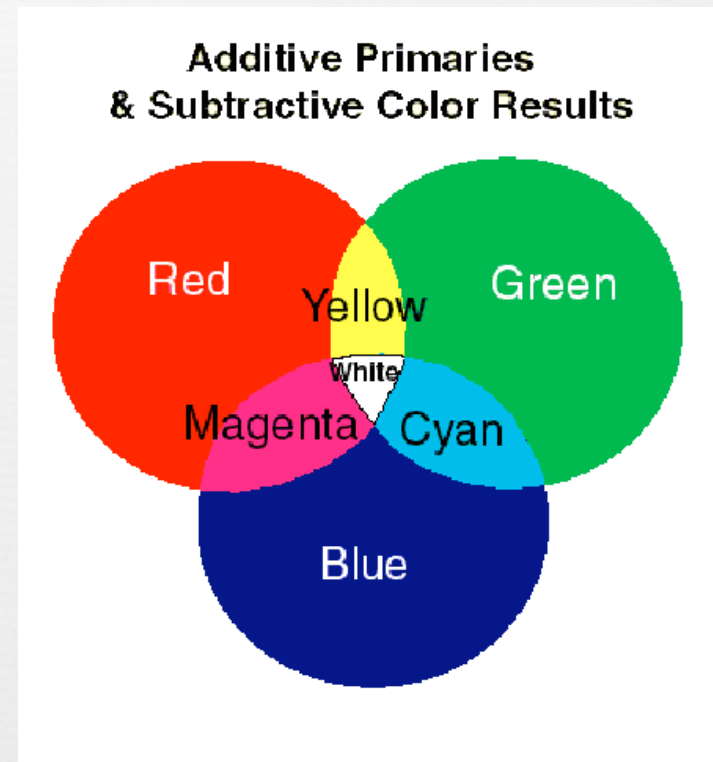 Additive Primaries
& Subtractive Color Results
Red
Green
Yellow
White
Magenta
Cyan
Blue